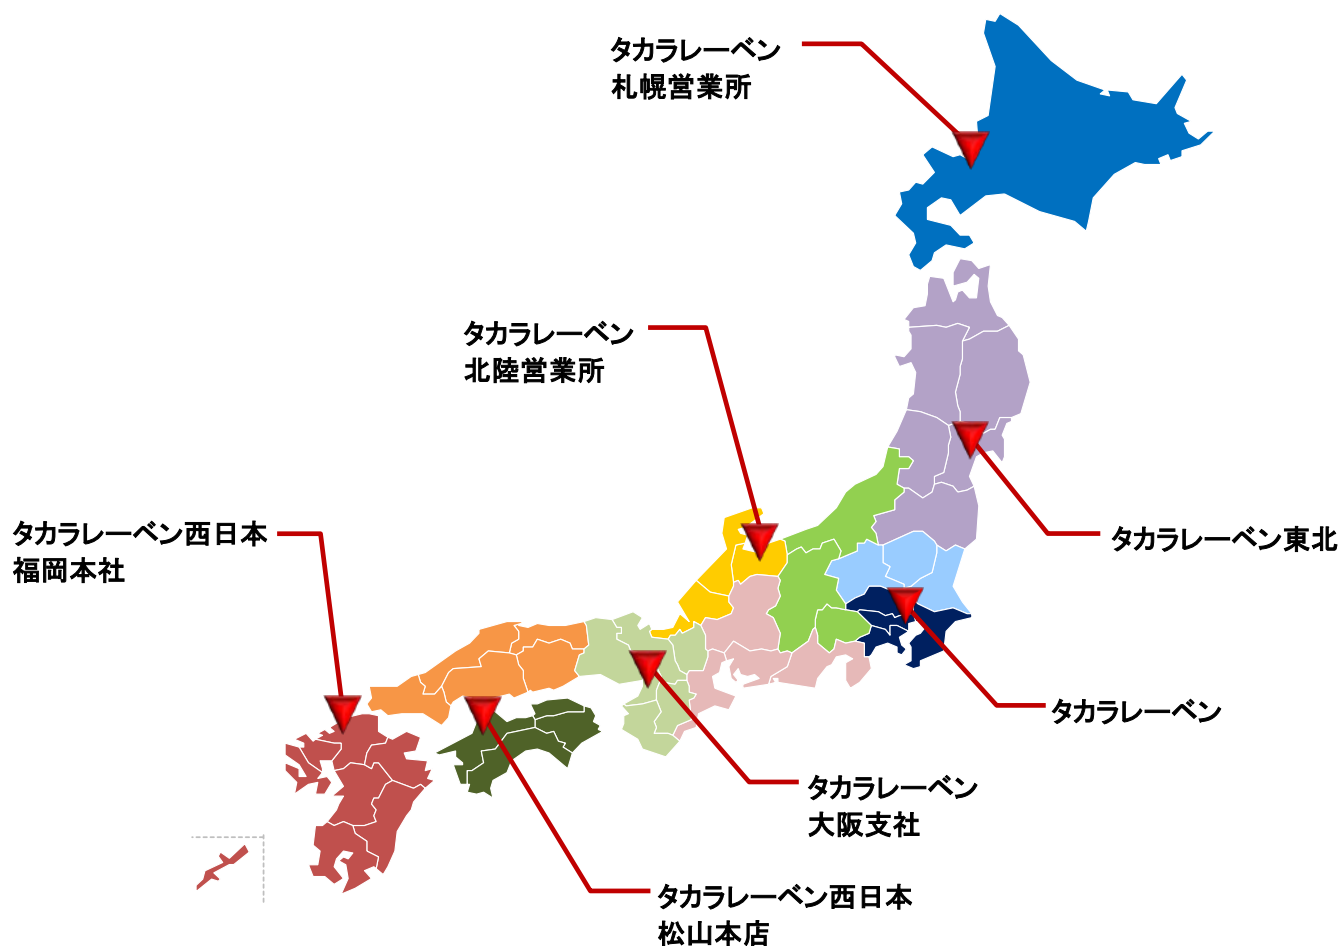 タカラレーベン
札幌営業所
タカラレーベン
北陸営業所
タカラレーベン西日本
福岡本社
タカラレーベン東北
タカラレーベン
タカラレーベン
大阪支社
タカラレーベン西日本
松山本店